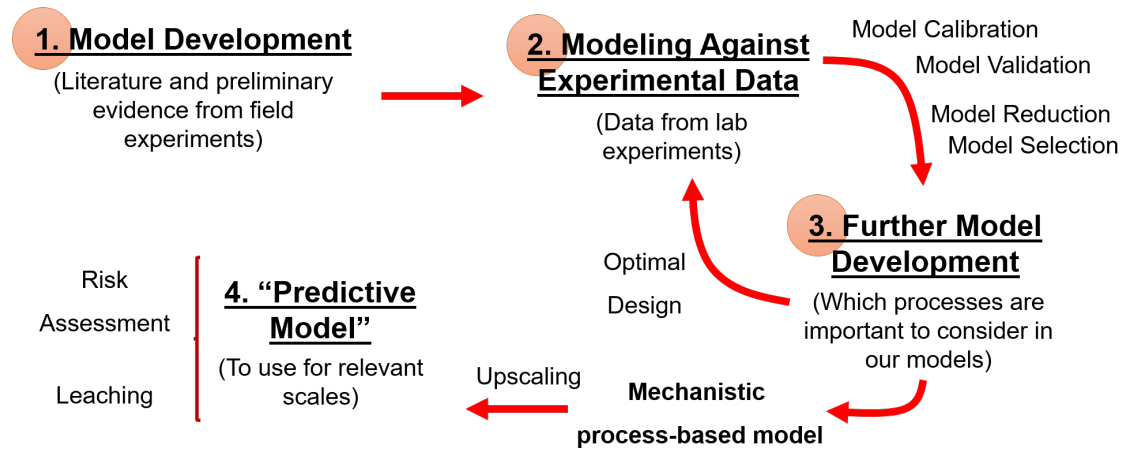 1. Model Development
(Literature and preliminary
evidence from field
experiments)
2. Modeling Against
Experimental Data
(Data from lab
experiments)
Model Calibration
Model Validation
Model Reduction
Model Selection
3. Further Model
Development
(Which processes are
important to consider in
our models)
Optimal
Design
Mechanistic
process-based model
Upscaling
4. “Predictive
Model”
(To use for relevant
scales)
Risk
Assessment
Leaching